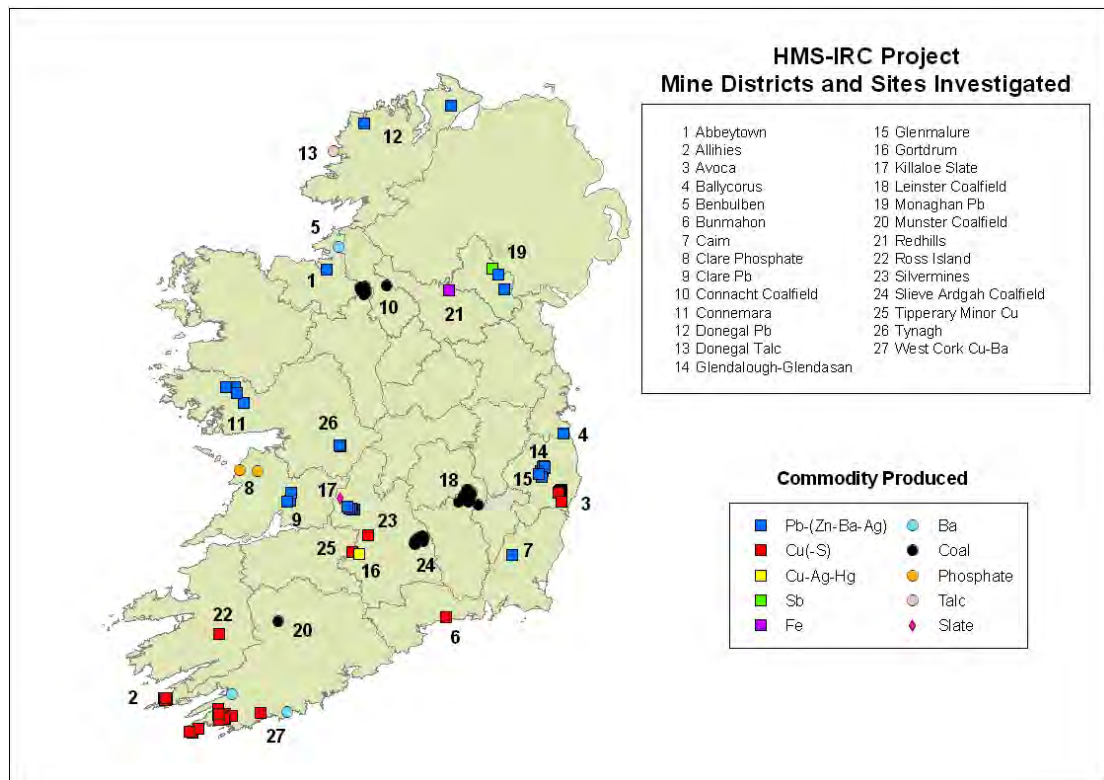 HMS-IRC Project
Mine Districts and Sites Investigated
1 Abbeytown
2 Allihies
3 Avoca
4 Ballycorus
5 Benbulben
6 Bunmahon
7 Caim
8 Clare Phosphate
9 Clare Pb
10 Connacht Coalfield
11 Connemara
12 Donegal Pb
13 Donegal Talc
14 Glendalough-Glendasan
15 Glenmalure
16 Gortdrum
17 Killaloe Slate
18 Leinster Coalfield
19 Monaghan Pb
20 Munster Coalfield
21 Redhills
22 Ross Island
23 Silvermines
24 Slieve Ardgah Coalfield
25 Tipperary Minor Cu
26 Tynagh
27 West Cork Cu-Ba
12
13
5
19
1
10
21
11
26
4
14
15
8
17
18
3
9
23
25
16
24
7
22
20
6
2
27
Commodity Produced
Pb-(Zn-Ba-Ag)
Cu(-S)
Cu-Ag-Hg
Sb
Fe
Ba
Coal
Phosphate
Talc
Slate